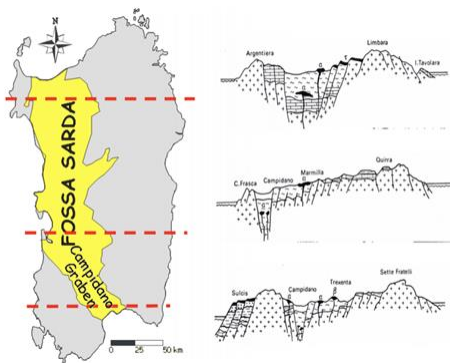 N
FOSSA SARDA
Campidano
Graben
0 25 50 km
Argentiera
Limbara
I.Tavolara
C.Frasca
Campidano
Marmilla
Quirra
Sulcis
Campidano
Trexenta
Sette Fratelli